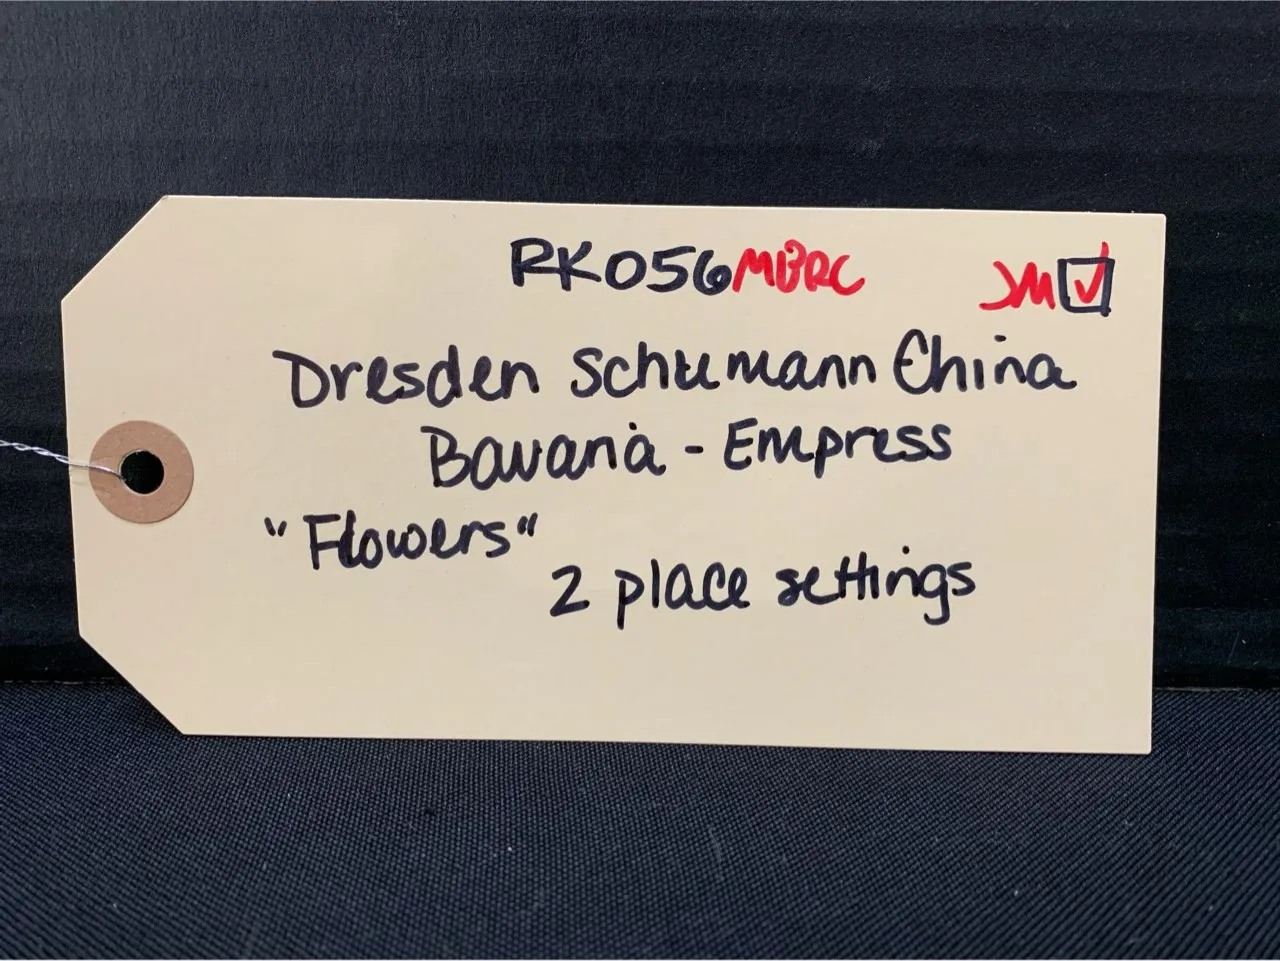 RK056MBRC JM ☑
Dresden Schumann China
Bavaria - Empress
"Flowers"
2 place settings